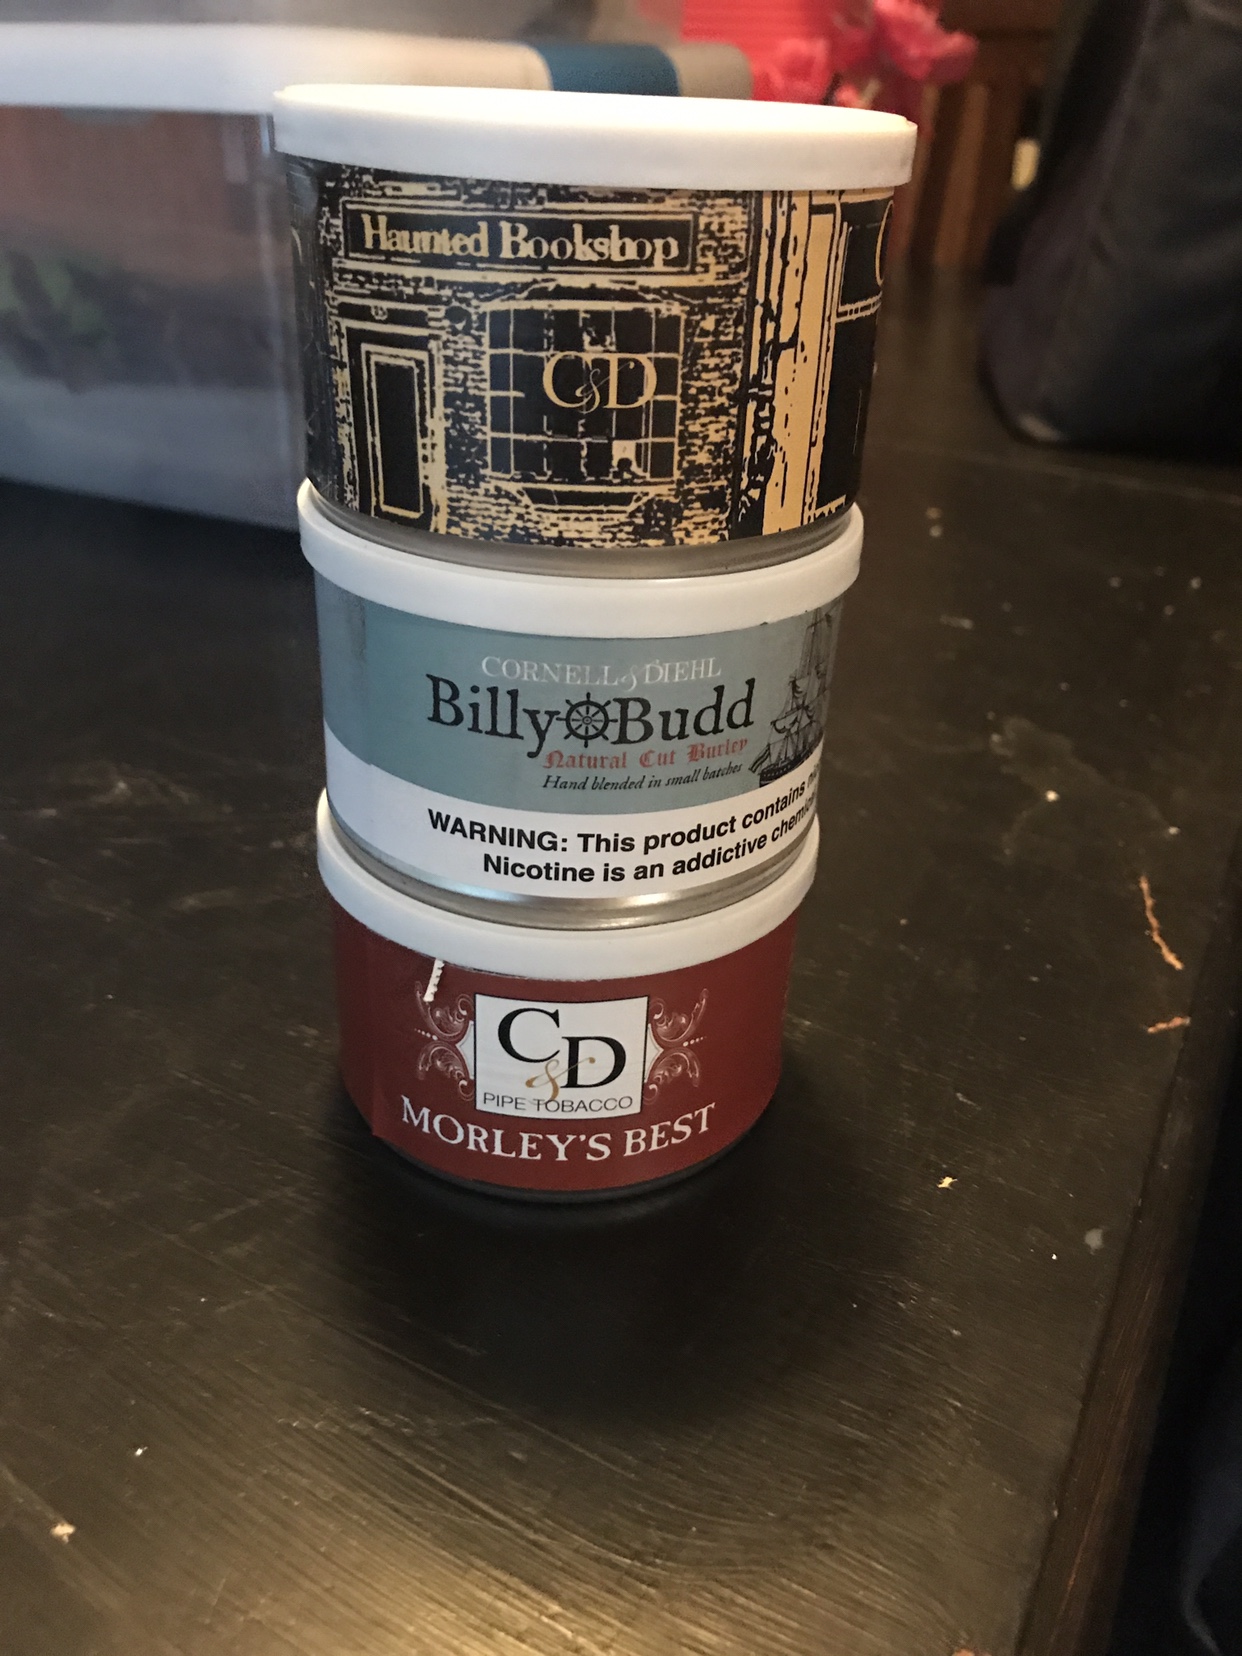 Haunted Bookshop
C&D
CORNELL & DIEHL
Billy Budd
Natural Cut Burley
Hand blended in small batches
WARNING: This product contains
Nicotine is an addictive
C&D
PIPE TOBACCO
MORLEY'S BEST